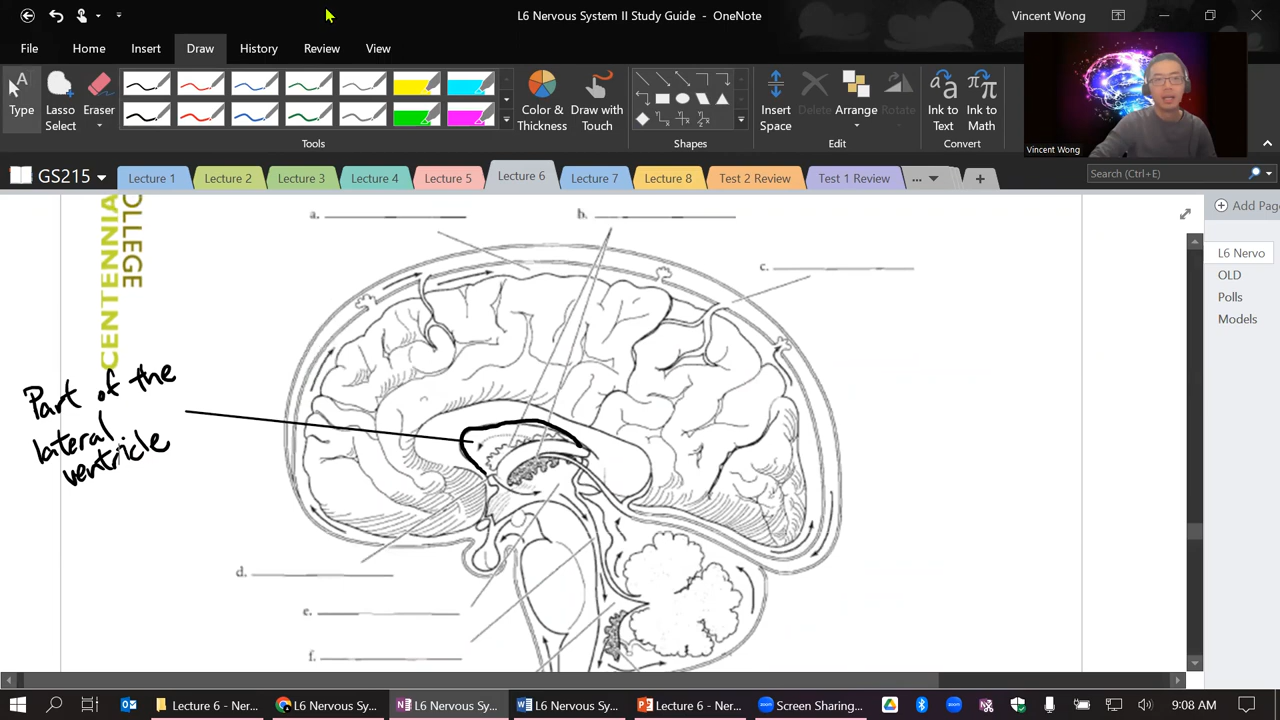 L6 Nervous System II Study Guide - OneNote
Vincent Wong
File Home Insert Draw History Review View
Type
Lasso Select
Eraser
Color & Thickness
Draw with Touch
Insert Space
Delete
Arrange
Rotate
Ink to Text
Ink to Math
Tools
Shapes
Edit
Convert
Vincent Wong
GS215
Lecture 1
Lecture 2
Lecture 3
Lecture 4
Lecture 5
Lecture 6
Lecture 7
Lecture 8
Test 2 Review
Test 1 Review
...
Search (Ctrl+E)
Add Pag
L6 Nervo
OLD
Polls
Models
CENTENNIA
OLLEGE
a.
b.
c.
Part of the
lateral
ventricle
d.
e.
f.
Lecture 6 - Ner...
L6 Nervous Sy...
L6 Nervous Sy...
L6 Nervous Sy...
Lecture 6 - Ner...
Screen Sharing...
9:08 AM